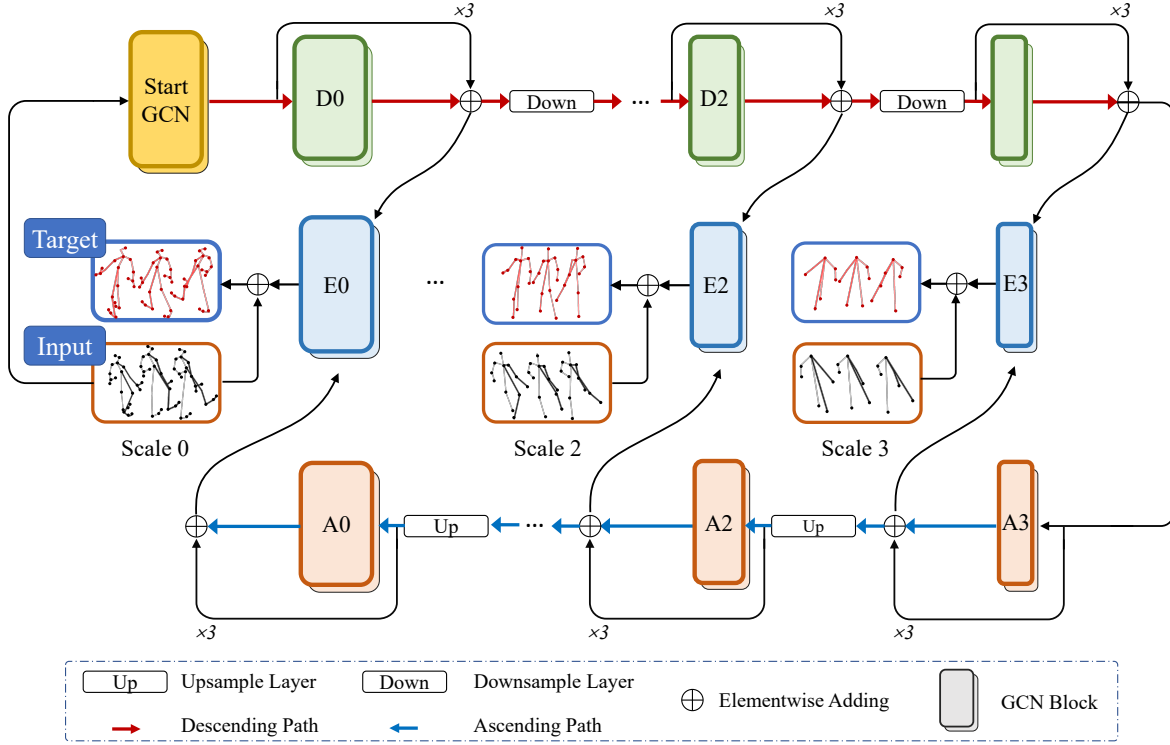 ×3
×3
×3
Start
GCN
D0
Down
...
D2
Down
Target
E0
...
E2
E3
Input
Scale 0
Scale 2
Scale 3
A0
Up
...
A2
Up
A3
×3
×3
×3
Up
Upsample Layer
Down
Downsample Layer
Elementwise Adding
GCN Block
Descending Path
Ascending Path